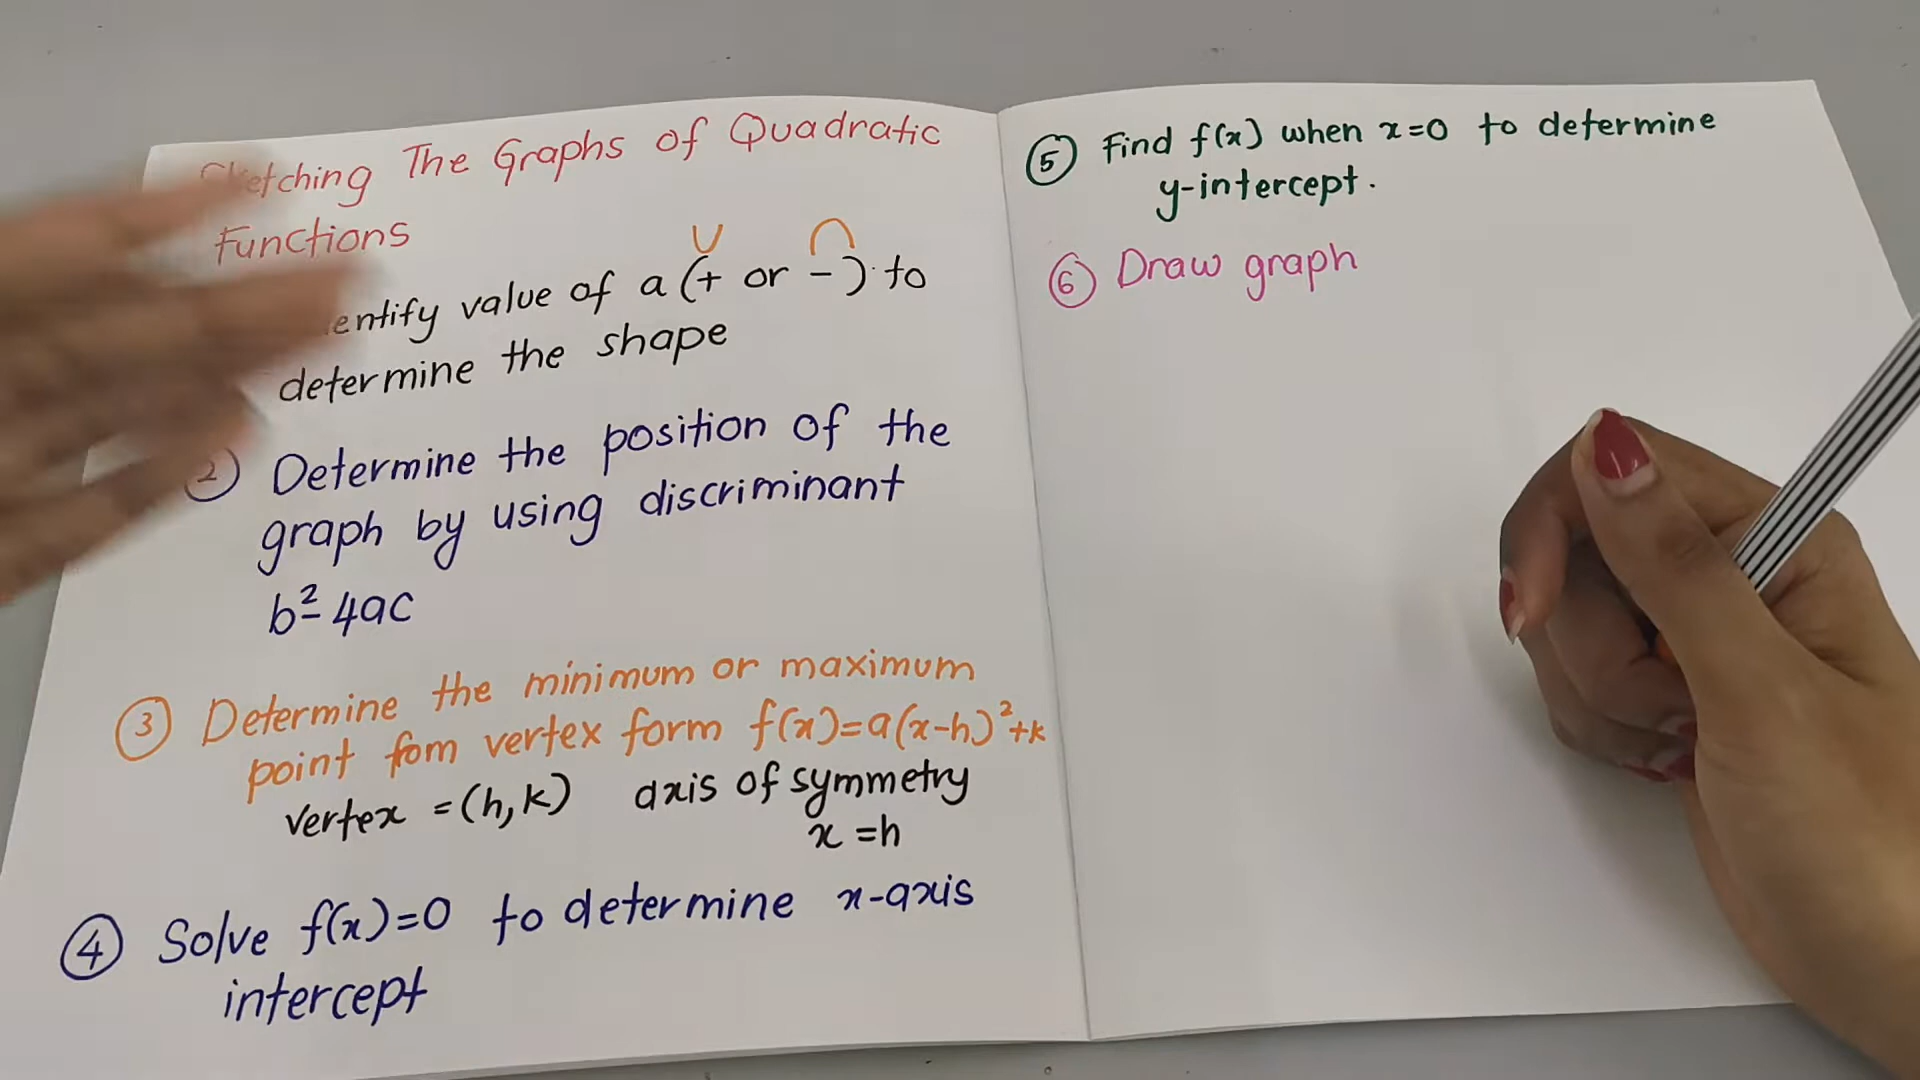 Sketching The Graphs of Quadratic
Functions
∪ ∩
entify value of a (+ or -) to
determine the shape
② Determine the position of the
graph by using discriminant
b²-4ac
③ Determine the minimum or maximum
point fom vertex form f(x)=a(x-h)²+k
vertex = (h,k) axis of symmetry
x = h
④ Solve f(x)=0 to determine x-axis
intercept
⑤ Find f(x) when x=0 to determine
y-intercept.
⑥ Draw graph